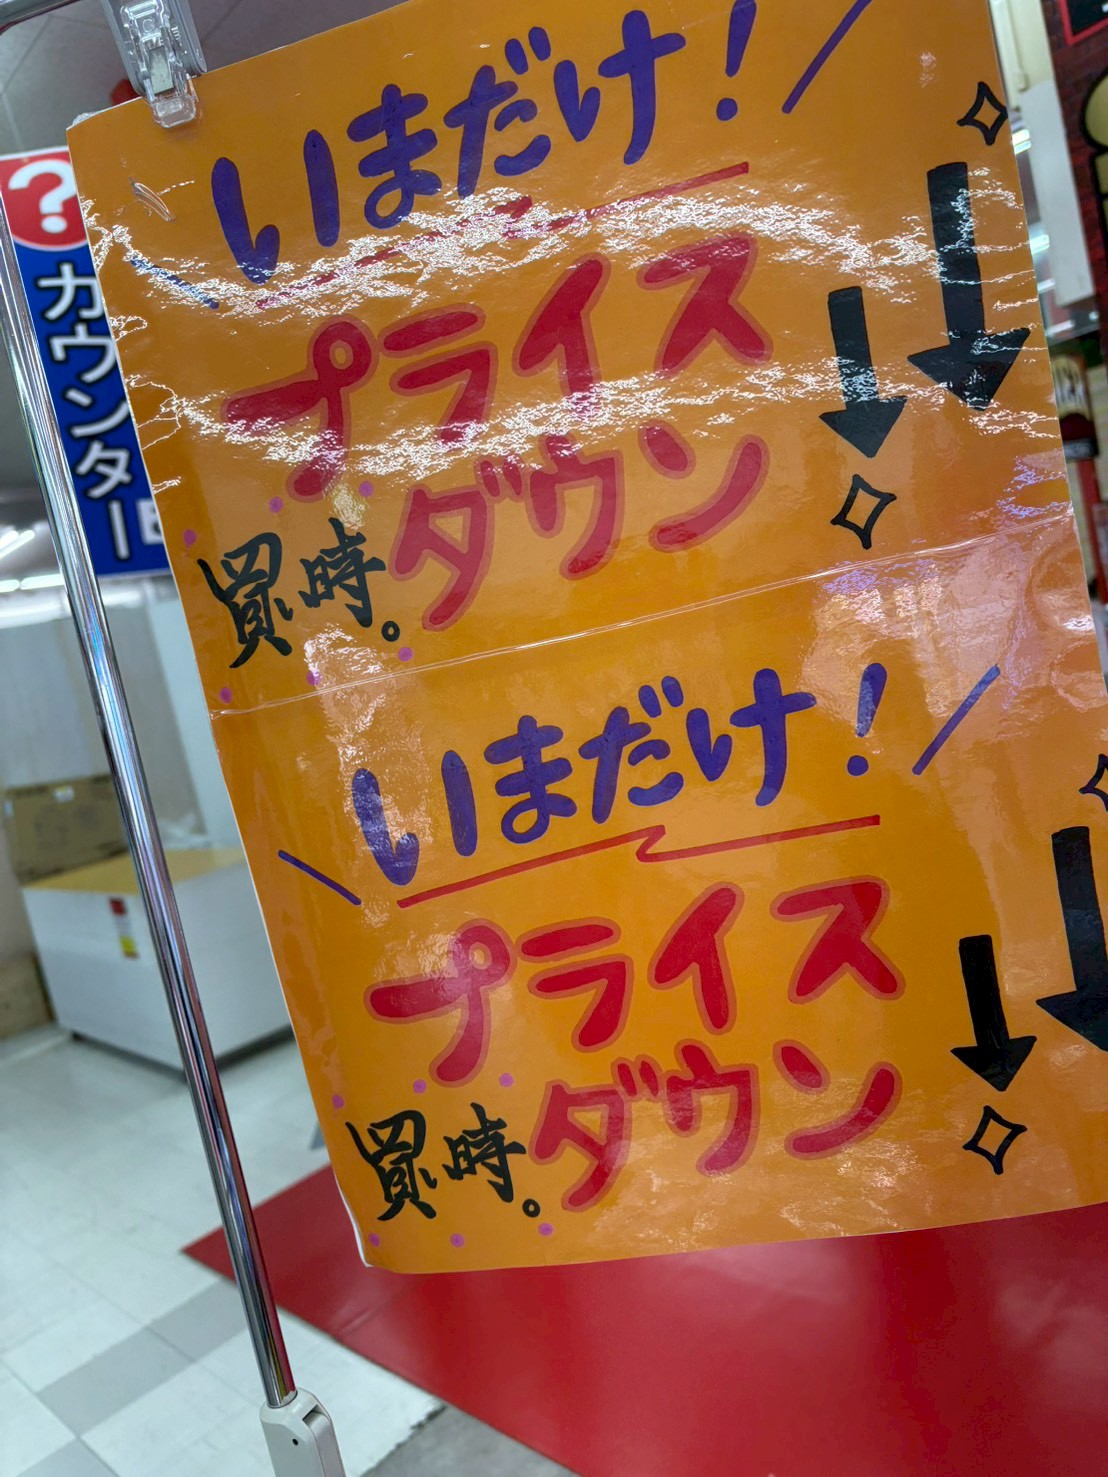 いまだけ!
プライス
ダウン
買時。
いまだけ!
プライス
ダウン
買時。
?
カウンター